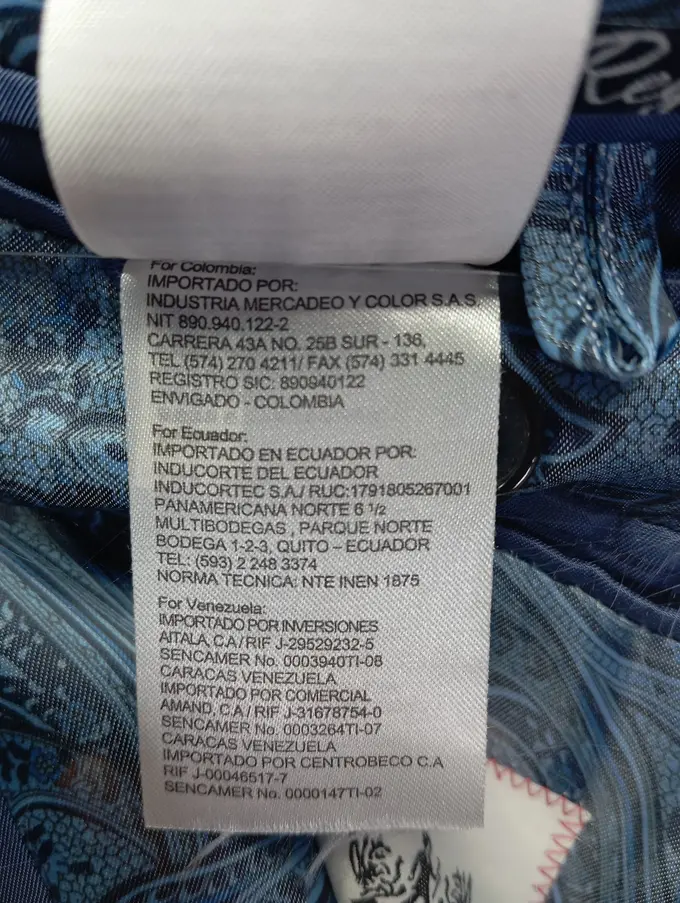 For Colombia:
IMPORTADO POR:
INDUSTRIA MERCADEO Y COLOR S.A.S.
NIT 890.940.122-2
CARRERA 43A NO. 25B SUR - 136,
TEL (574) 270 4211/ FAX (574) 331 4445
REGISTRO SIC: 890940122
ENVIGADO - COLOMBIA
For Ecuador:
IMPORTADO EN ECUADOR POR:
INDUCORTE DEL ECUADOR
INDUCORTEC S.A./ RUC:1791805267001
PANAMERICANA NORTE 6 1/2
MULTIBODEGAS , PARQUE NORTE
BODEGA 1-2-3, QUITO – ECUADOR
TEL: (593) 2 248 3374
NORMA TECNICA: NTE INEN 1875
For Venezuela:
IMPORTADO POR INVERSIONES
AITALA, C.A / RIF J-29529232-5
SENCAMER No. 0003940TI-08
CARACAS VENEZUELA
IMPORTADO POR COMERCIAL
AMAND, C.A / RIF J-31678754-0
SENCAMER No. 0003264TI-07
CARACAS VENEZUELA
IMPORTADO POR CENTROBECO C.A
RIF J-00046517-7
SENCAMER No. 0000147TI-02